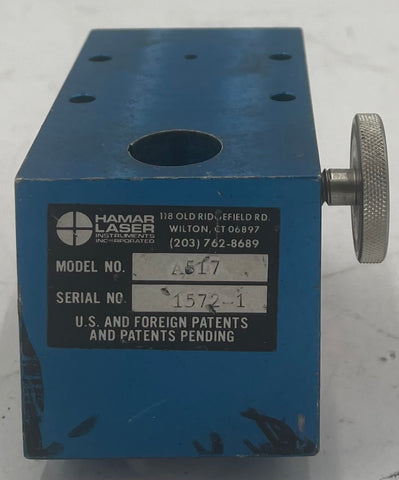 HAMAR
LASER
INSTRUMENTS
INCORPORATED
118 OLD RIDGEFIELD RD.
WILTON, CT 06897
(203) 762-8689
MODEL NO. A517
SERIAL NO. 1572-1
U.S. AND FOREIGN PATENTS
AND PATENTS PENDING